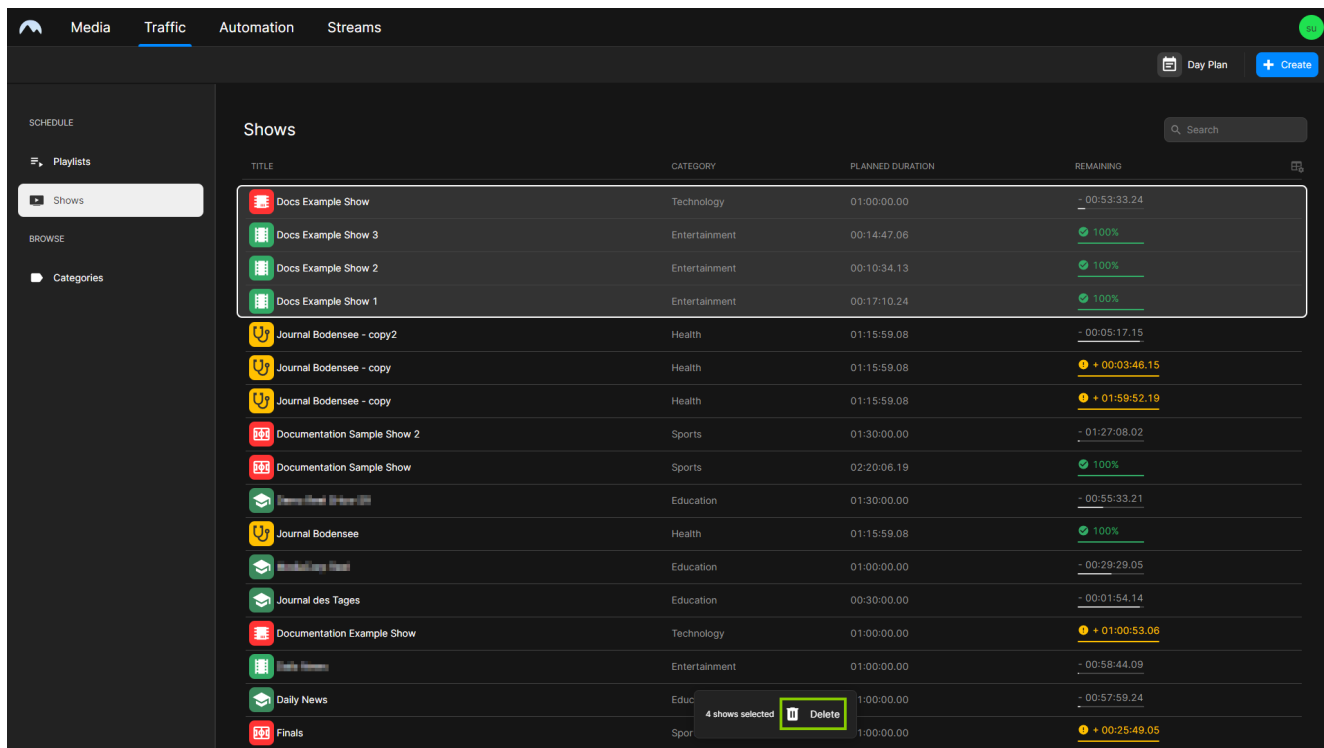 Media Traffic Automation Streams su
Day Plan + Create
SCHEDULE
Shows
Search
Playlists
TITLE CATEGORY PLANNED DURATION REMAINING
Shows
Docs Example Show Technology 01:00:00.00 - 00:53:33.24
Docs Example Show 3 Entertainment 00:14:47.06 100%
BROWSE
Docs Example Show 2 Entertainment 00:10:34.13 100%
Categories
Docs Example Show 1 Entertainment 00:17:10.24 100%
Journal Bodensee - copy2 Health 01:15:59.08 - 00:05:17.15
Journal Bodensee - copy Health 01:15:59.08 + 00:03:46.15
Journal Bodensee - copy Health 01:15:59.08 + 01:59:52.19
Documentation Sample Show 2 Sports 01:30:00.00 - 01:27:08.02
Documentation Sample Show Sports 02:20:06.19 100%
Education 01:30:00.00 - 00:55:33.21
Journal Bodensee Health 01:15:59.08 100%
Education 01:00:00.00 - 00:29:29.05
Journal des Tages Education 00:30:00.00 - 00:01:54.14
Documentation Example Show Technology 01:00:00.00 + 01:00:53.06
Entertainment 01:00:00.00 - 00:58:44.09
Daily News Educ 1:00:00.00 - 00:57:59.24
4 shows selected Delete
Finals Spor 1:00:00.00 + 00:25:49.05